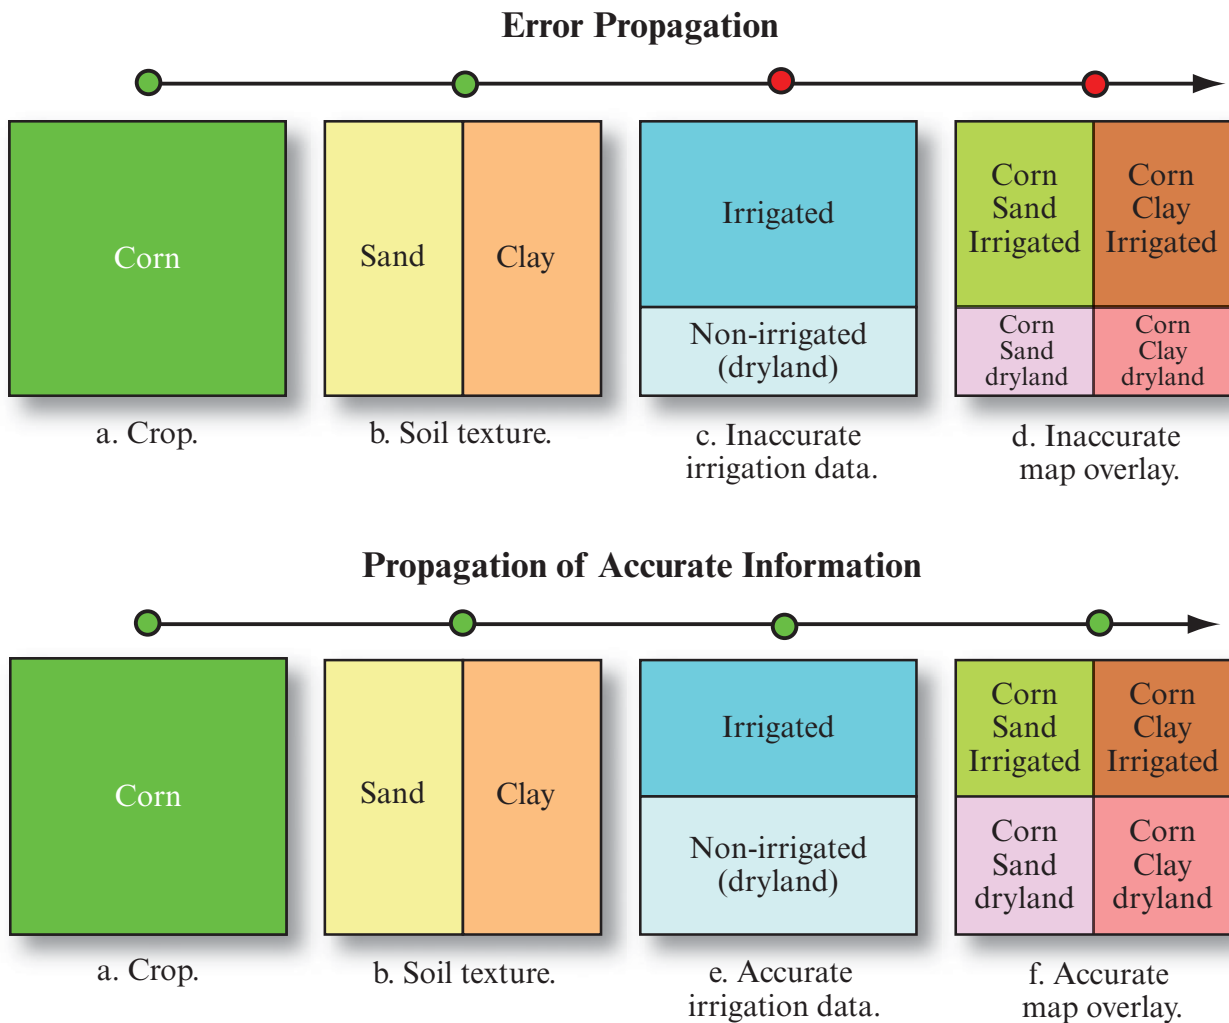 Error Propagation
Corn
Sand
Clay
Irrigated
Non-irrigated
(dryland)
Corn
Sand
Irrigated
Corn
Clay
Irrigated
Corn
Sand
dryland
Corn
Clay
dryland
a. Crop.
b. Soil texture.
c. Inaccurate
irrigation data.
d. Inaccurate
map overlay.
Propagation of Accurate Information
Corn
Sand
Clay
Irrigated
Non-irrigated
(dryland)
Corn
Sand
Irrigated
Corn
Clay
Irrigated
Corn
Sand
dryland
Corn
Clay
dryland
a. Crop.
b. Soil texture.
e. Accurate
irrigation data.
f. Accurate
map overlay.